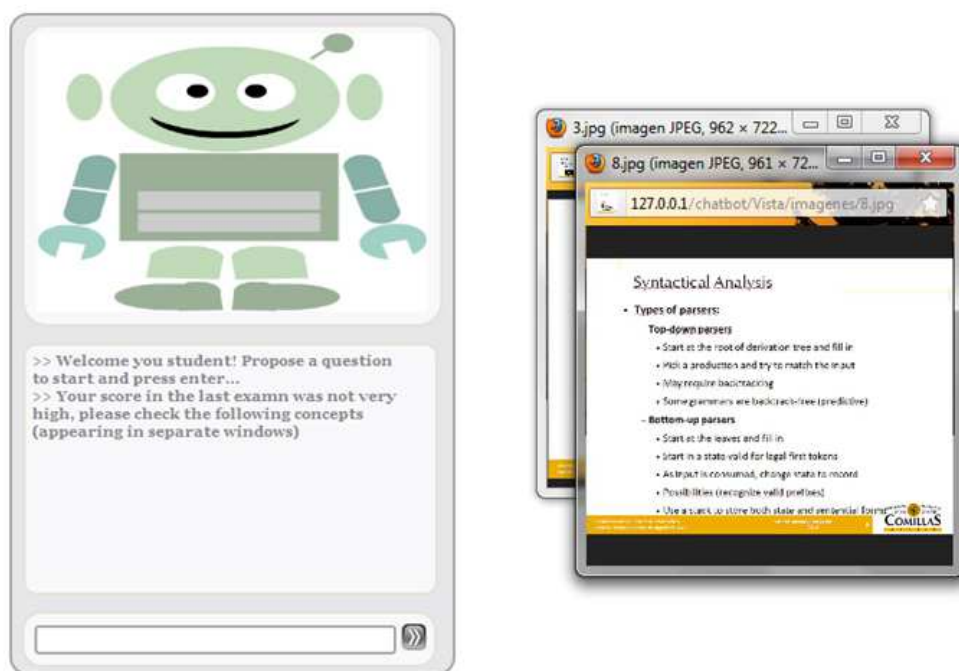 >> Welcome you student! Propose a question
to start and press enter...
>> Your score in the last examn was not very
high, please check the following concepts
(appearing in separate windows)
3.jpg (imagen JPEG, 962 × 722...
8.jpg (imagen JPEG, 961 × 72...
127.0.0.1/chatbot/Vista/imagenes/8.jpg
Syntactical Analysis
• Types of parsers:
Top-down parsers
• Start at the root of derivation tree and fill in
• Pick a production and try to match the input
• May require backtracking
• Some grammars are backtrack-free (predictive)
– Bottom-up parsers
• Start at the leaves and fill in
• Start in a state valid for legal first tokens
• As input is consumed, change state to record
• Possibilities (recognize valid prefixes)
• Use a stack to store both state and sentential forms
COMILLAS